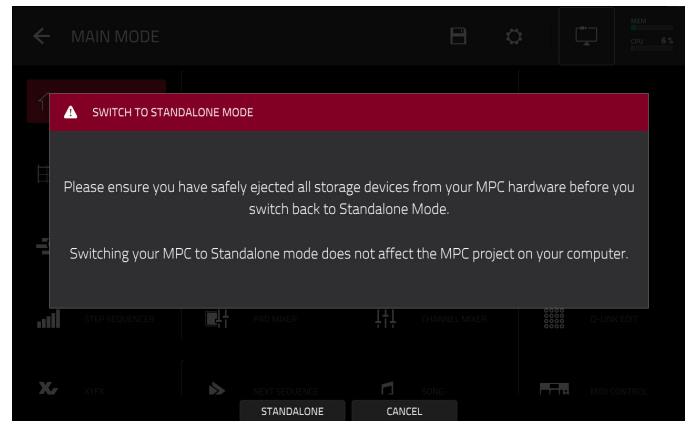 MAIN MODE
MEM
CPU 6 %
SWITCH TO STANDALONE MODE
Please ensure you have safely ejected all storage devices from your MPC hardware before you
switch back to Standalone Mode.
Switching your MPC to Standalone mode does not affect the MPC project on your computer.
STEP SEQUENCER
PAD MIXER
CHANNEL MIXER
Q-LINK EDIT
XYFX
NEXT SEQUENCE
SONG
MIDI CONTROL
STANDALONE
CANCEL